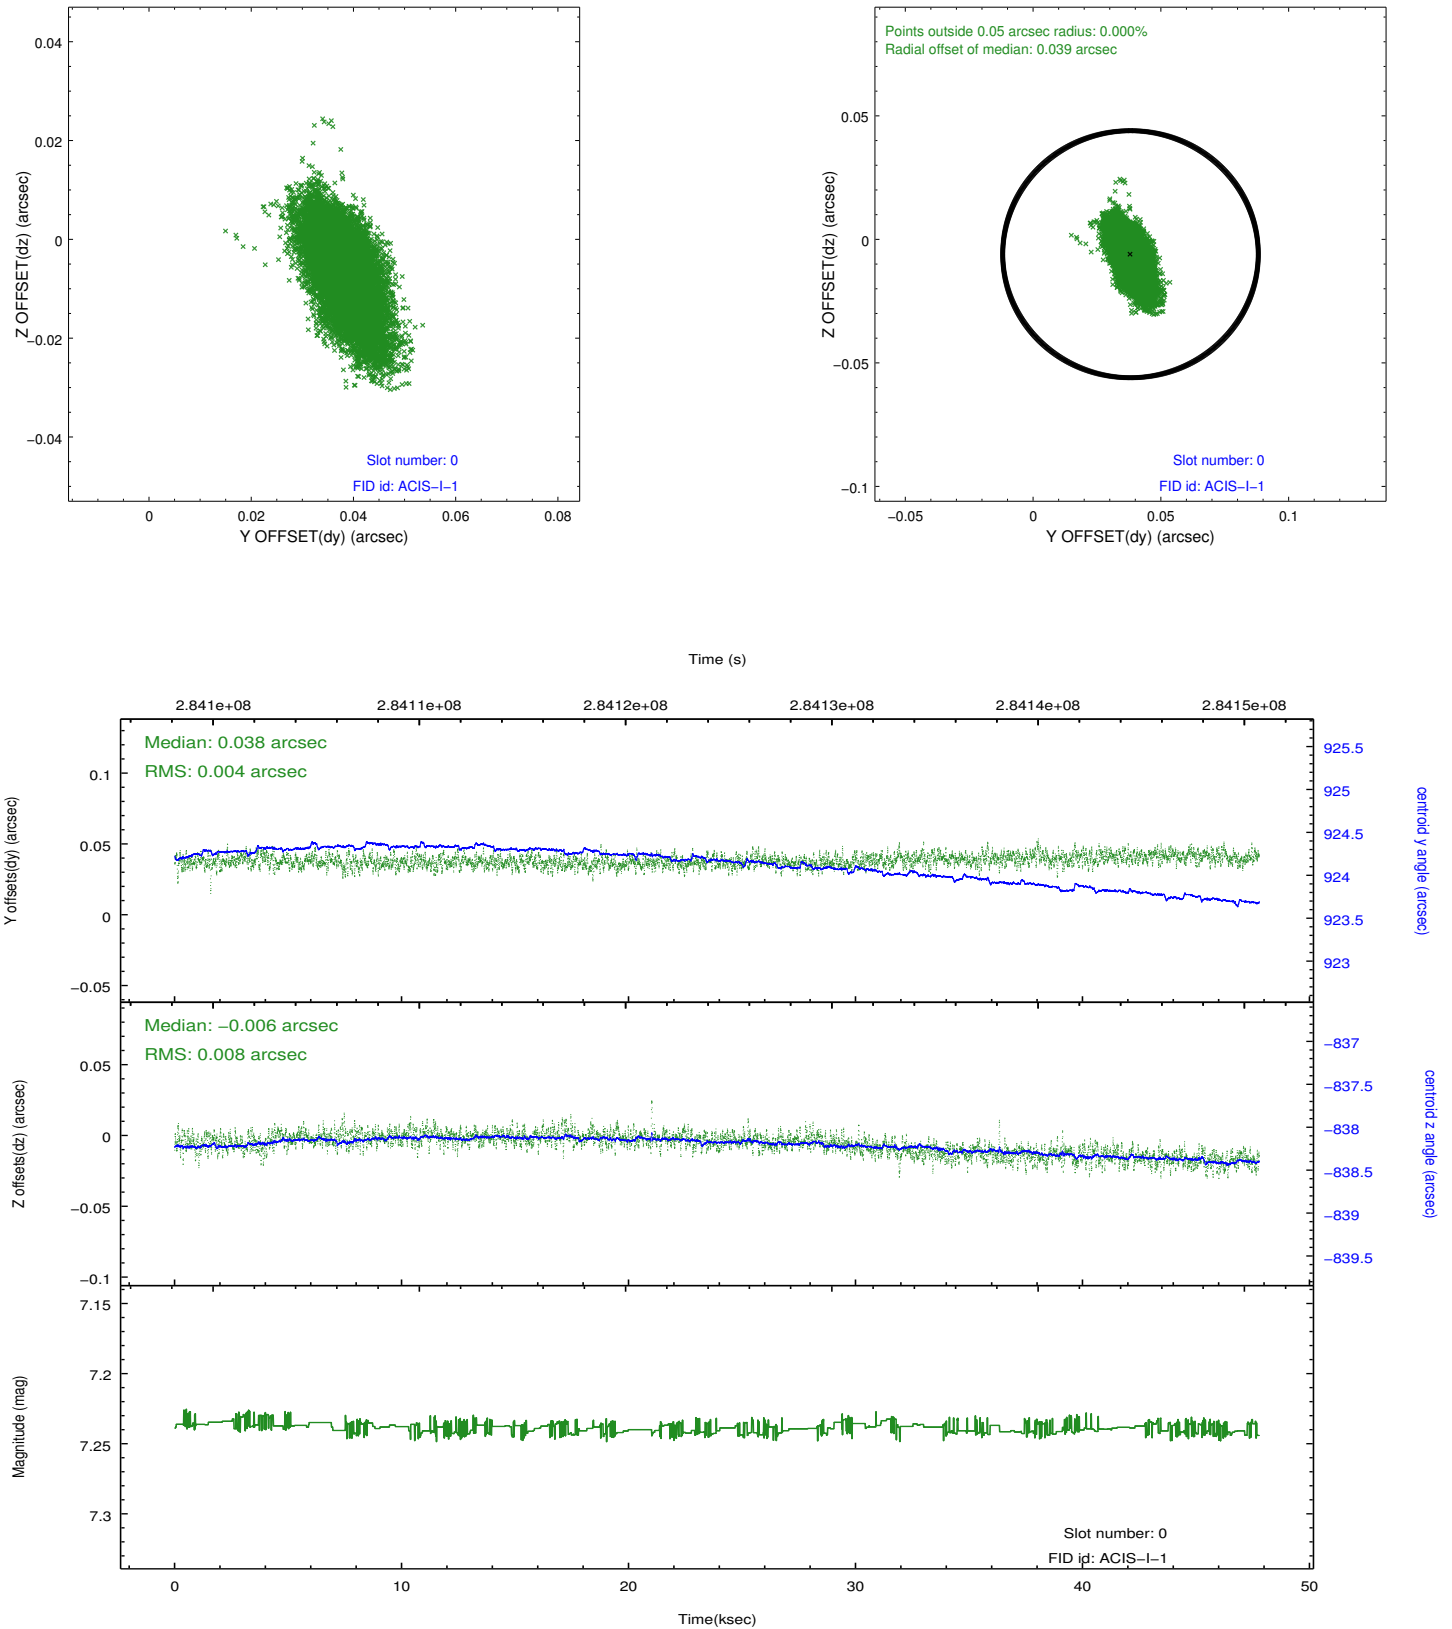 0.04
0.02
0
−0.02
−0.04
Z OFFSET(dz) (arcsec)
Slot number: 0
FID id: ACIS−I−1
0
0.02
0.04
0.06
0.08
Y OFFSET(dy) (arcsec)
Points outside 0.05 arcsec radius: 0.000%
Radial offset of median: 0.039 arcsec
0.05
0
−0.05
−0.1
Z OFFSET(dz) (arcsec)
Slot number: 0
FID id: ACIS−I−1
−0.05
0
0.05
0.1
Y OFFSET(dy) (arcsec)
Time (s)
2.841e+08
2.8411e+08
2.8412e+08
2.8413e+08
2.8414e+08
2.8415e+08
Median: 0.038 arcsec
RMS: 0.004 arcsec
0.1
0.05
0
−0.05
Y offsets(dy) (arcsec)
925.5
925
924.5
924
923.5
923
centroid y angle (arcsec)
Median: −0.006 arcsec
RMS: 0.008 arcsec
0.05
0
−0.05
−0.1
Z offsets(dz) (arcsec)
−837
−837.5
−838
−838.5
−839
−839.5
centroid z angle (arcsec)
7.15
7.2
7.25
7.3
Magnitude (mag)
Slot number: 0
FID id: ACIS−I−1
0
10
20
30
40
50
Time(ksec)